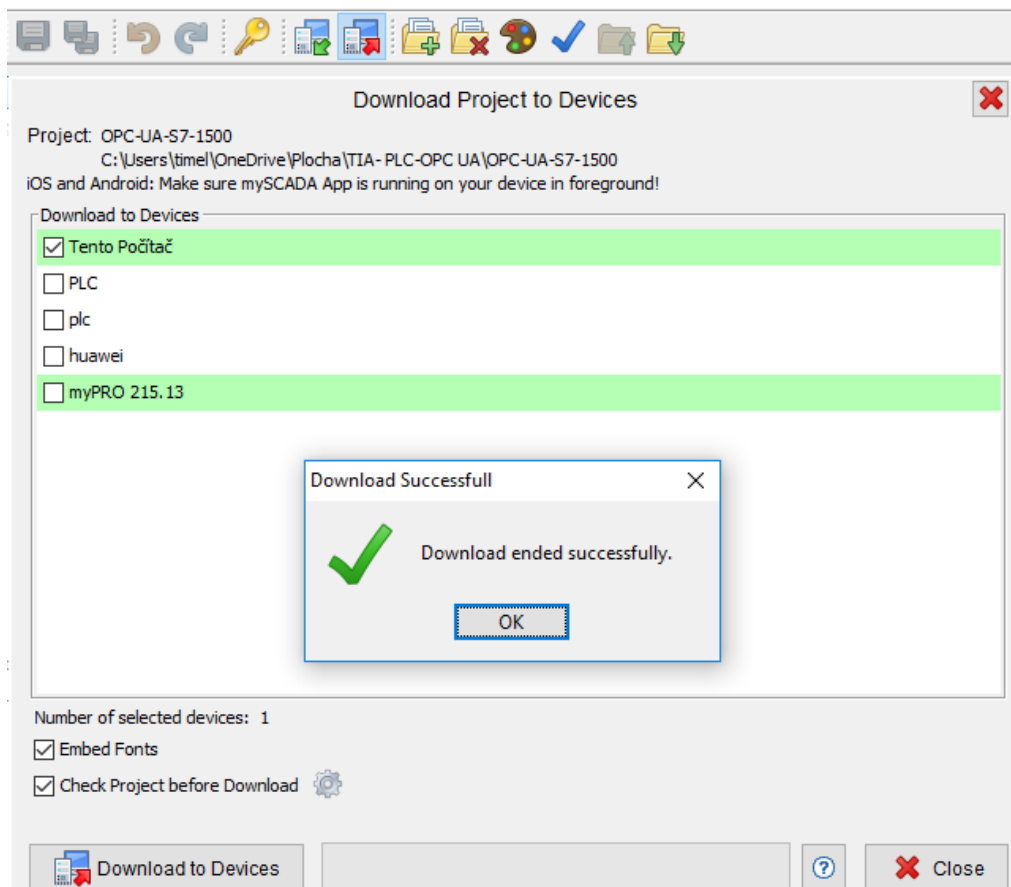 Download Project to Devices
Project: OPC-UA-S7-1500
C:\Users\timel\OneDrive\Plocha\TIA- PLC-OPC UA\OPC-UA-S7-1500
iOS and Android: Make sure mySCADA App is running on your device in foreground!
Download to Devices
Tento Počítač
PLC
plc
huawei
myPRO 215.13
Download Successfull
Download ended successfully.
OK
Number of selected devices: 1
Embed Fonts
Check Project before Download
Download to Devices
?
Close